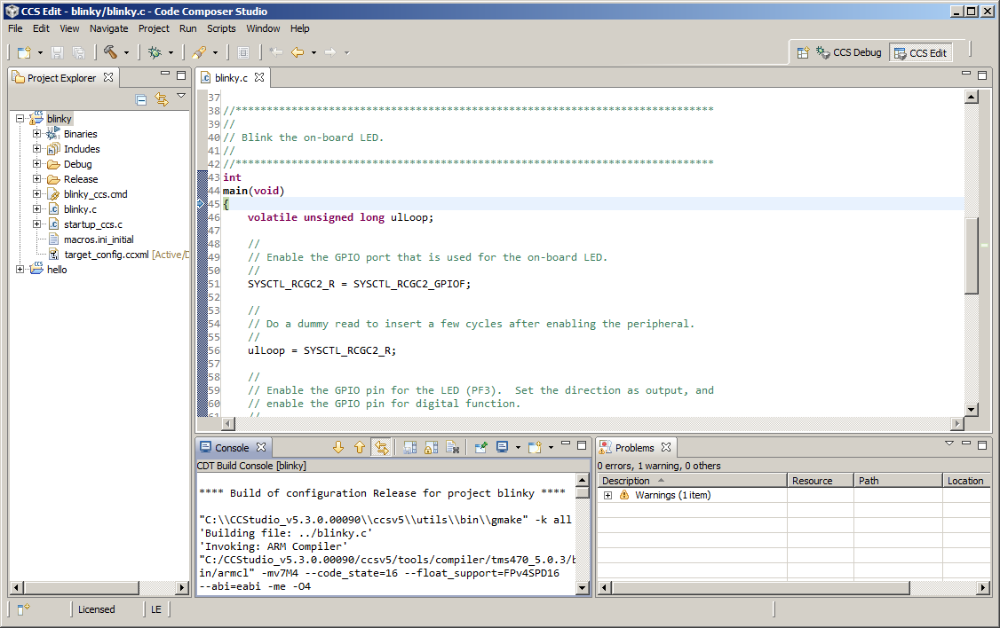 CCS Edit - blinky/blinky.c - Code Composer Studio
File Edit View Navigate Project Run Scripts Window Help
CCS Debug CCS Edit
Project Explorer
blinky
Binaries
Includes
Debug
Release
blinky_ccs.cmd
blinky.c
startup_ccs.c
macros.ini_initial
target_config.ccxml [Active/D
hello
blinky.c
37
38 //*****************************************************************************
39 //
40 // Blink the on-board LED.
41 //
42 //*****************************************************************************
43 int
44 main(void)
45 {
46 volatile unsigned long ulLoop;
47
48 //
49 // Enable the GPIO port that is used for the on-board LED.
50 //
51 SYSCTL_RCGC2_R = SYSCTL_RCGC2_GPIOF;
52
53 //
54 // Do a dummy read to insert a few cycles after enabling the peripheral.
55 //
56 ulLoop = SYSCTL_RCGC2_R;
57
58 //
59 // Enable the GPIO pin for the LED (PF3).  Set the direction as output, and
60 // enable the GPIO pin for digital function.
61 //
Console
CDT Build Console [blinky]
**** Build of configuration Release for project blinky ****
"C:\\CCStudio_v5.3.0.00090\\ccsv5\\utils\\bin\\gmake" -k all
'Building file: ../blinky.c'
'Invoking: ARM Compiler'
"C:/CCStudio_v5.3.0.00090/ccsv5/tools/compiler/tms470_5.0.3/b
in/armcl" -mv7M4 --code_state=16 --float_support=FPv4SPD16
--abi=eabi -me -O4
Problems
0 errors, 1 warning, 0 others
Description Resource Path Location
Warnings (1 item)
Licensed LE